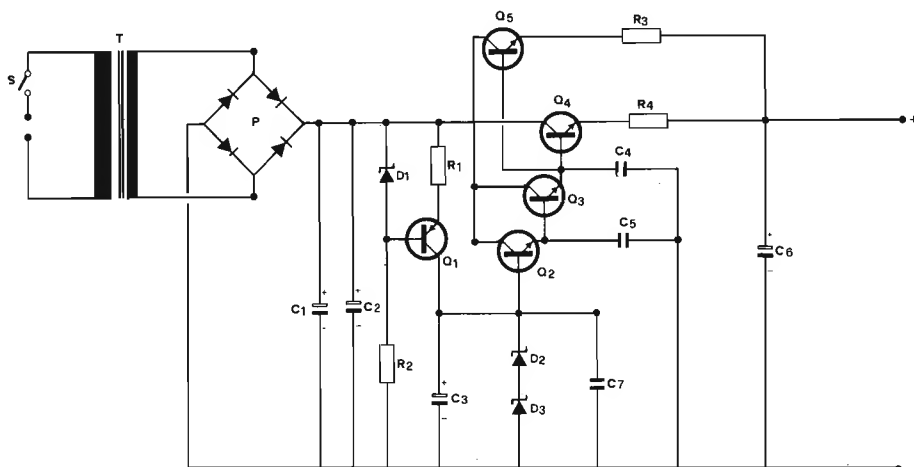 Q5
R3
T
S
P
Q4
R4
+
D1
R1
C4
Q3
Q1
C5
Q2
+
C6
-
+
C1
-
+
C2
-
R2
+
C3
-
D2
D3
C7
-